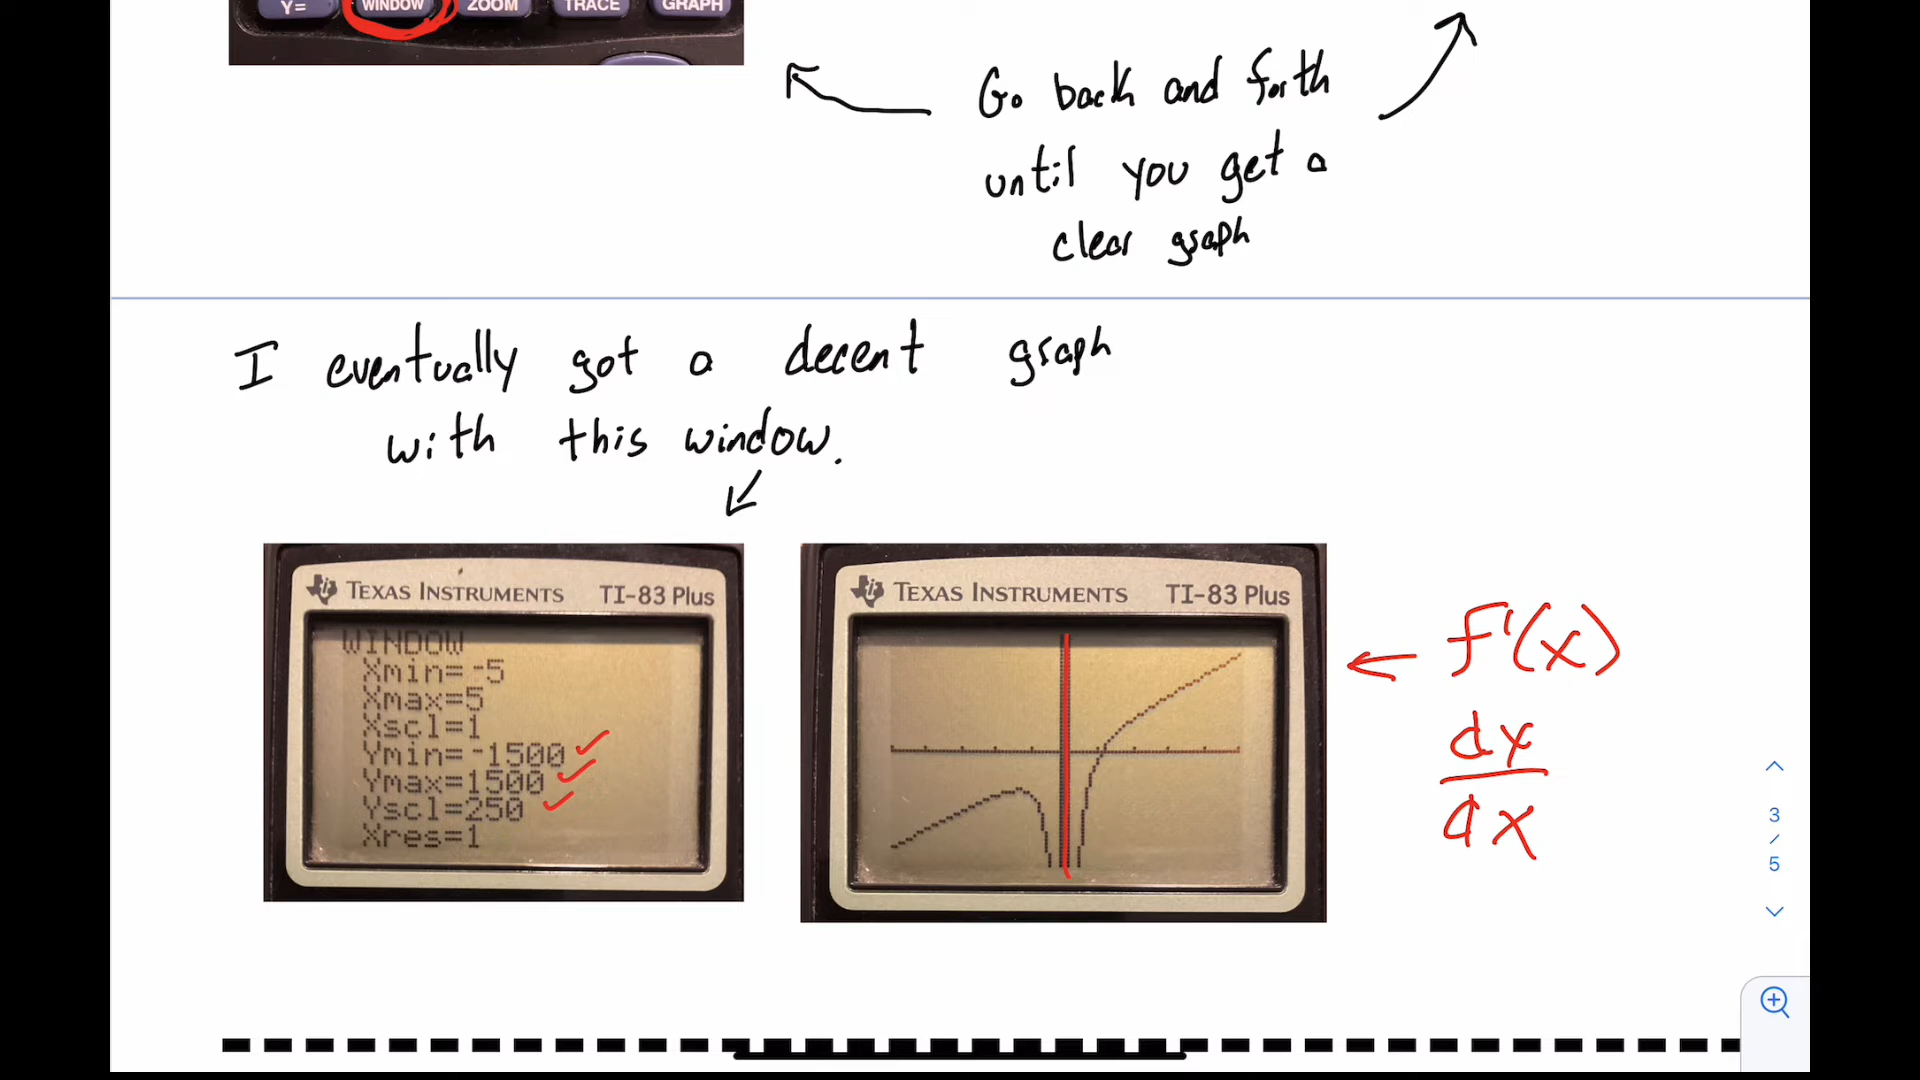 Y= WINDOW ZOOM TRACE GRAPH
Go back and forth
until you get a
clear graph
I eventually got a decent graph
with this window.
TEXAS INSTRUMENTS TI-83 Plus
WINDOW
Xmin=-5
Xmax=5
Xscl=1
Ymin=-1500
Ymax=1500
Yscl=250
Xres=1
TEXAS INSTRUMENTS TI-83 Plus
f'(x)
dy
dx
3
/
5